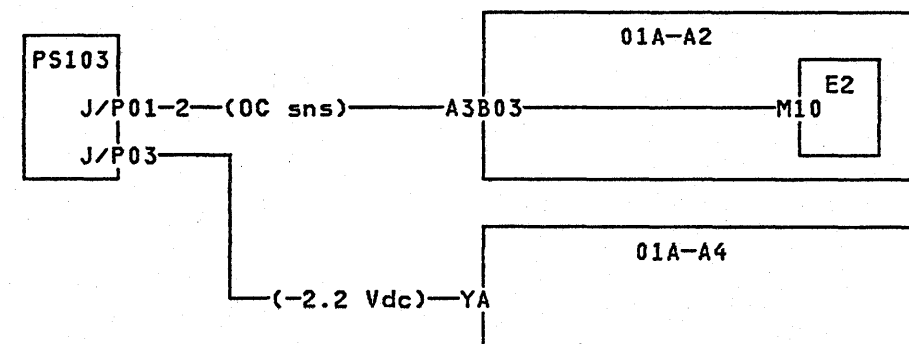 01A-A2
PS103
E2
J/P01-2-(OC sns)-A3B03-M10
J/P03
01A-A4
(-2.2 Vdc)-YA